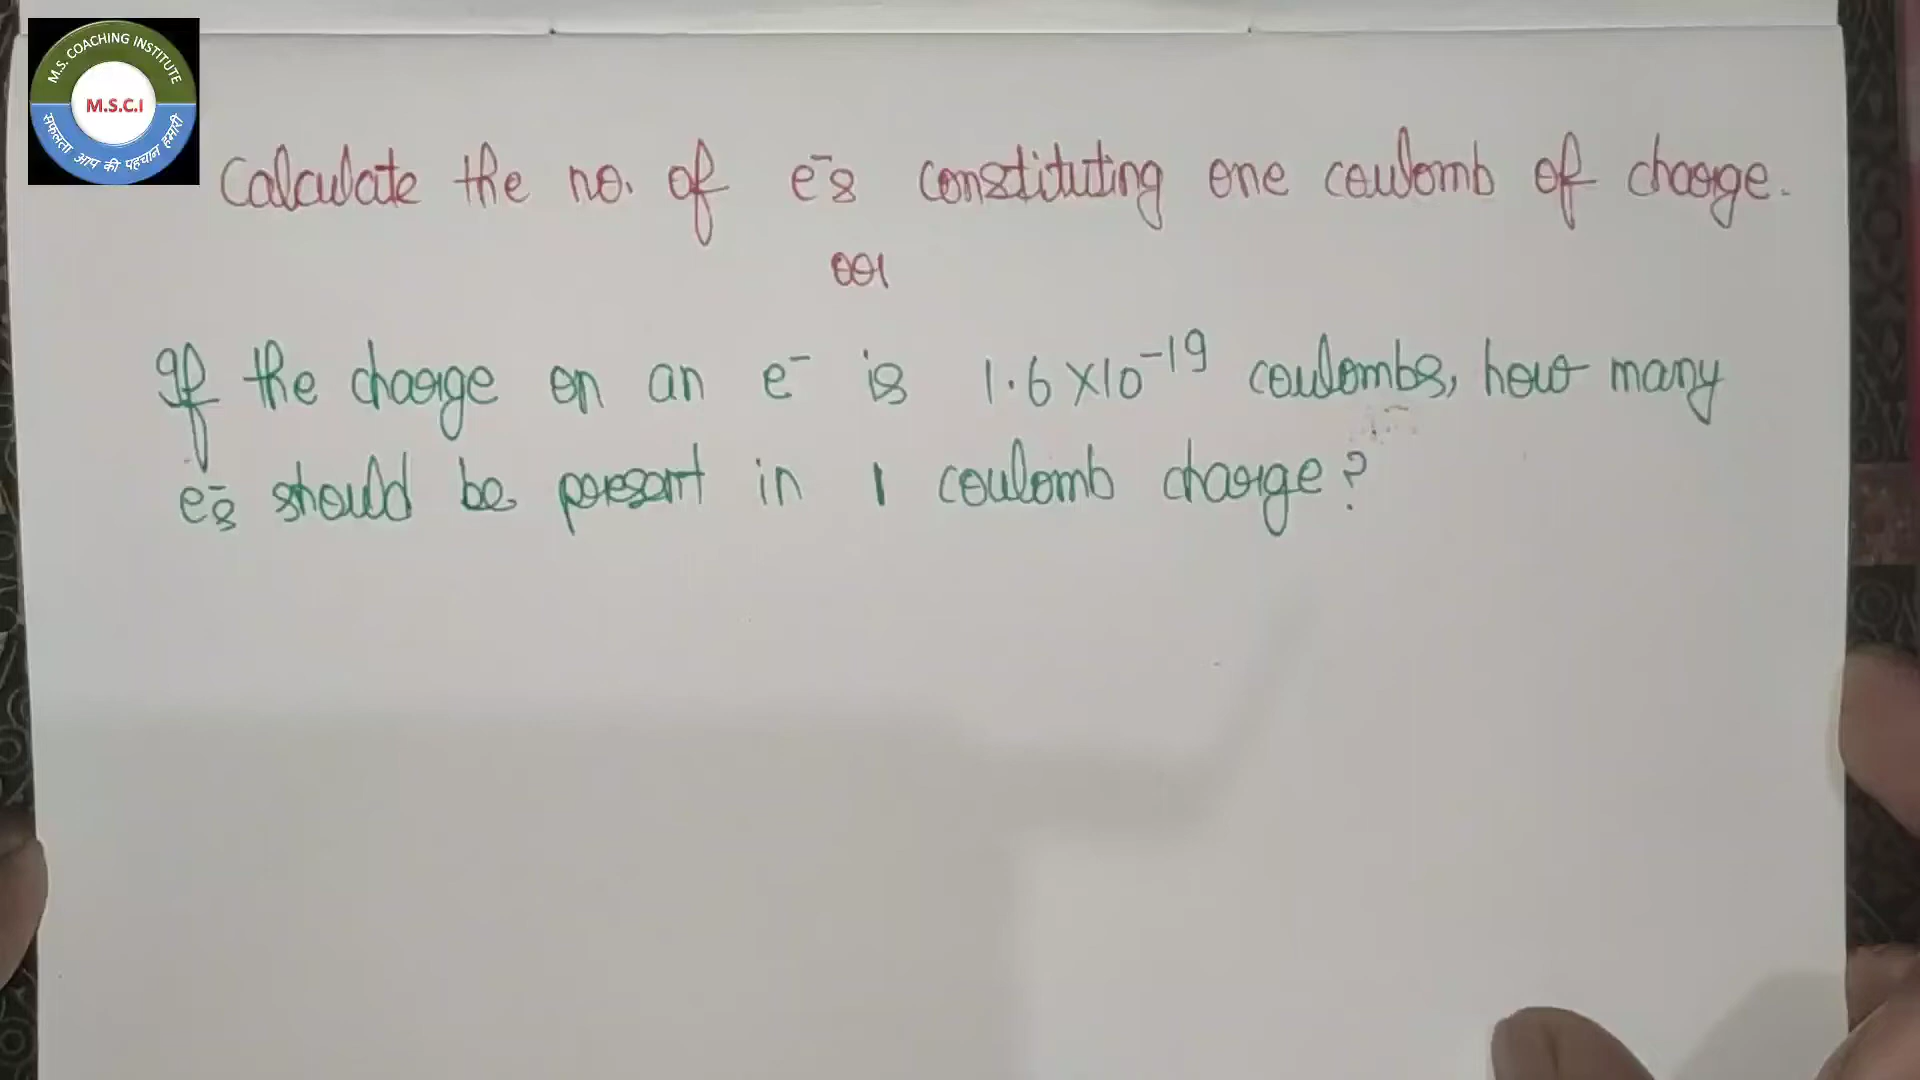 M.S. COACHING INSTITUTE
M.S.C.I
सफलता आप की पहचान हमारी
Calculate the no. of e⁻s constituting one coulomb of charge.
or
If the charge on an e⁻ is 1.6×10⁻¹⁹ coulombs, how many
e⁻s should be present in 1 coulomb charge?